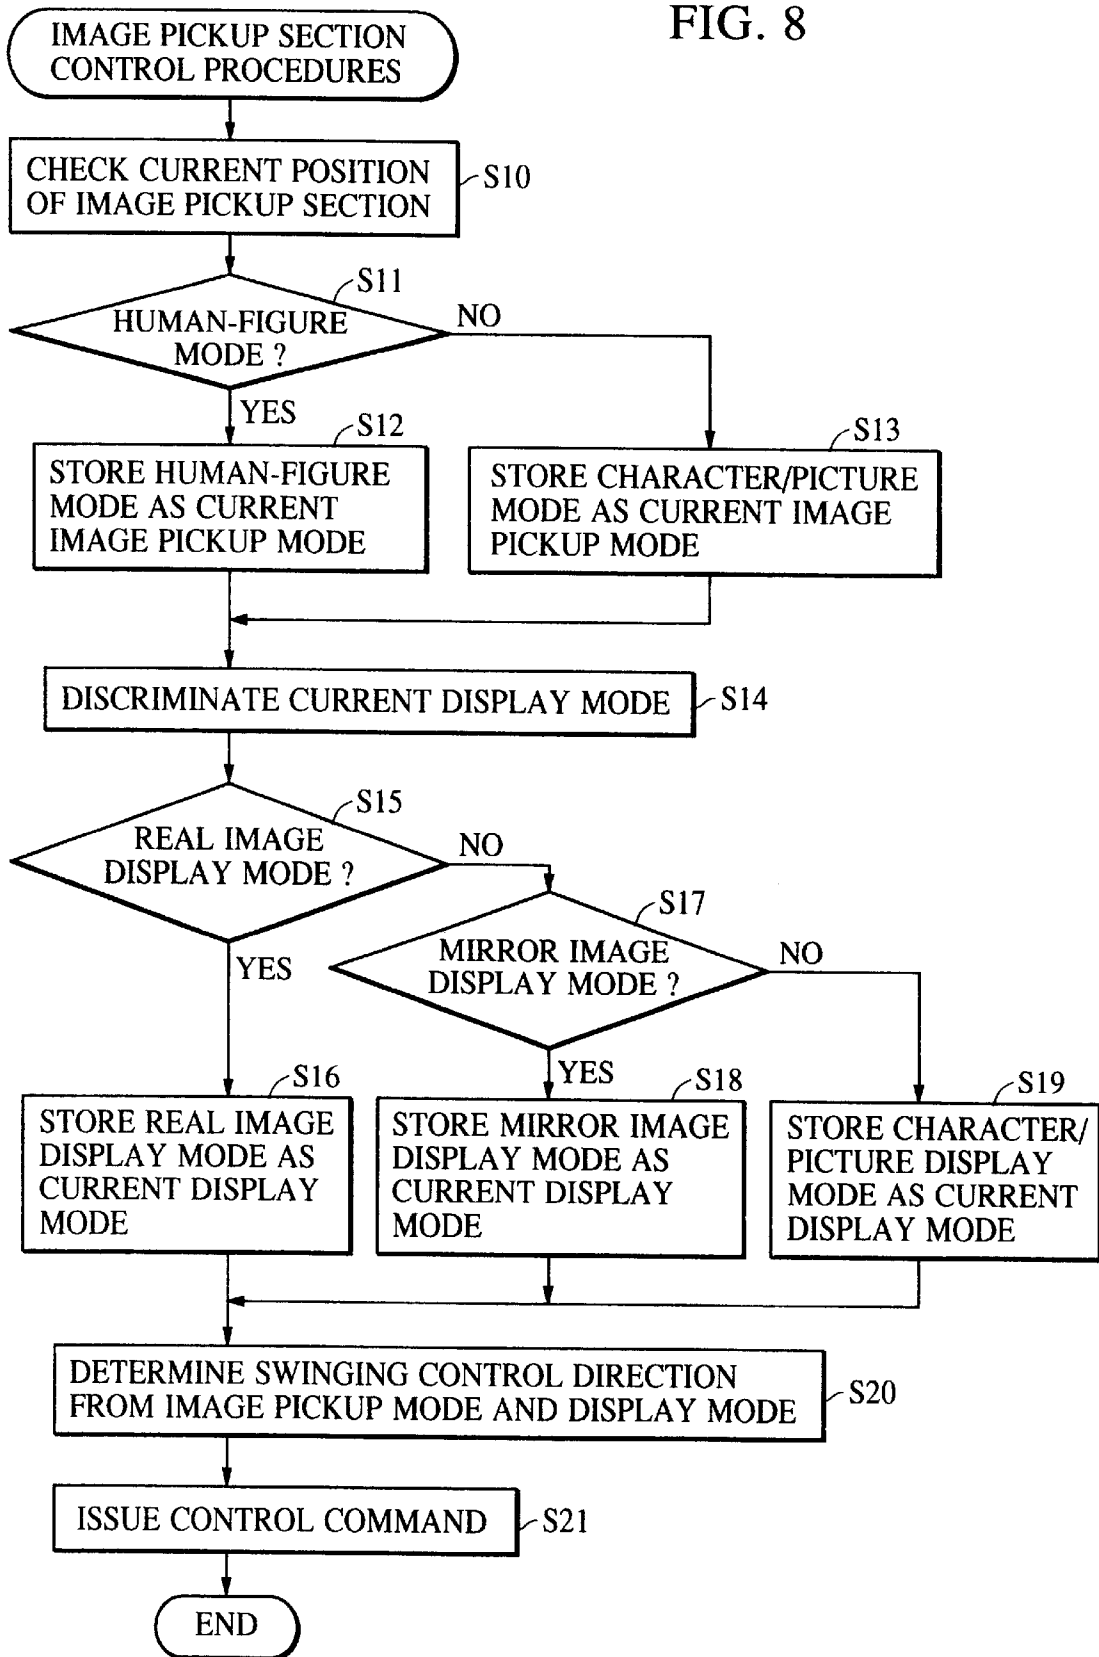 FIG. 8
IMAGE PICKUP SECTION
CONTROL PROCEDURES
CHECK CURRENT POSITION
OF IMAGE PICKUP SECTION
S10
S11
HUMAN-FIGURE
MODE ?
NO
YES
S12
STORE HUMAN-FIGURE
MODE AS CURRENT
IMAGE PICKUP MODE
S13
STORE CHARACTER/PICTURE
MODE AS CURRENT IMAGE
PICKUP MODE
DISCRIMINATE CURRENT DISPLAY MODE
S14
S15
REAL IMAGE
DISPLAY MODE ?
NO
YES
S17
MIRROR IMAGE
DISPLAY MODE ?
NO
YES
S16
STORE REAL IMAGE
DISPLAY MODE AS
CURRENT DISPLAY
MODE
S18
STORE MIRROR IMAGE
DISPLAY MODE AS
CURRENT DISPLAY
MODE
S19
STORE CHARACTER/
PICTURE DISPLAY
MODE AS CURRENT
DISPLAY MODE
DETERMINE SWINGING CONTROL DIRECTION
FROM IMAGE PICKUP MODE AND DISPLAY MODE
S20
ISSUE CONTROL COMMAND
S21
END